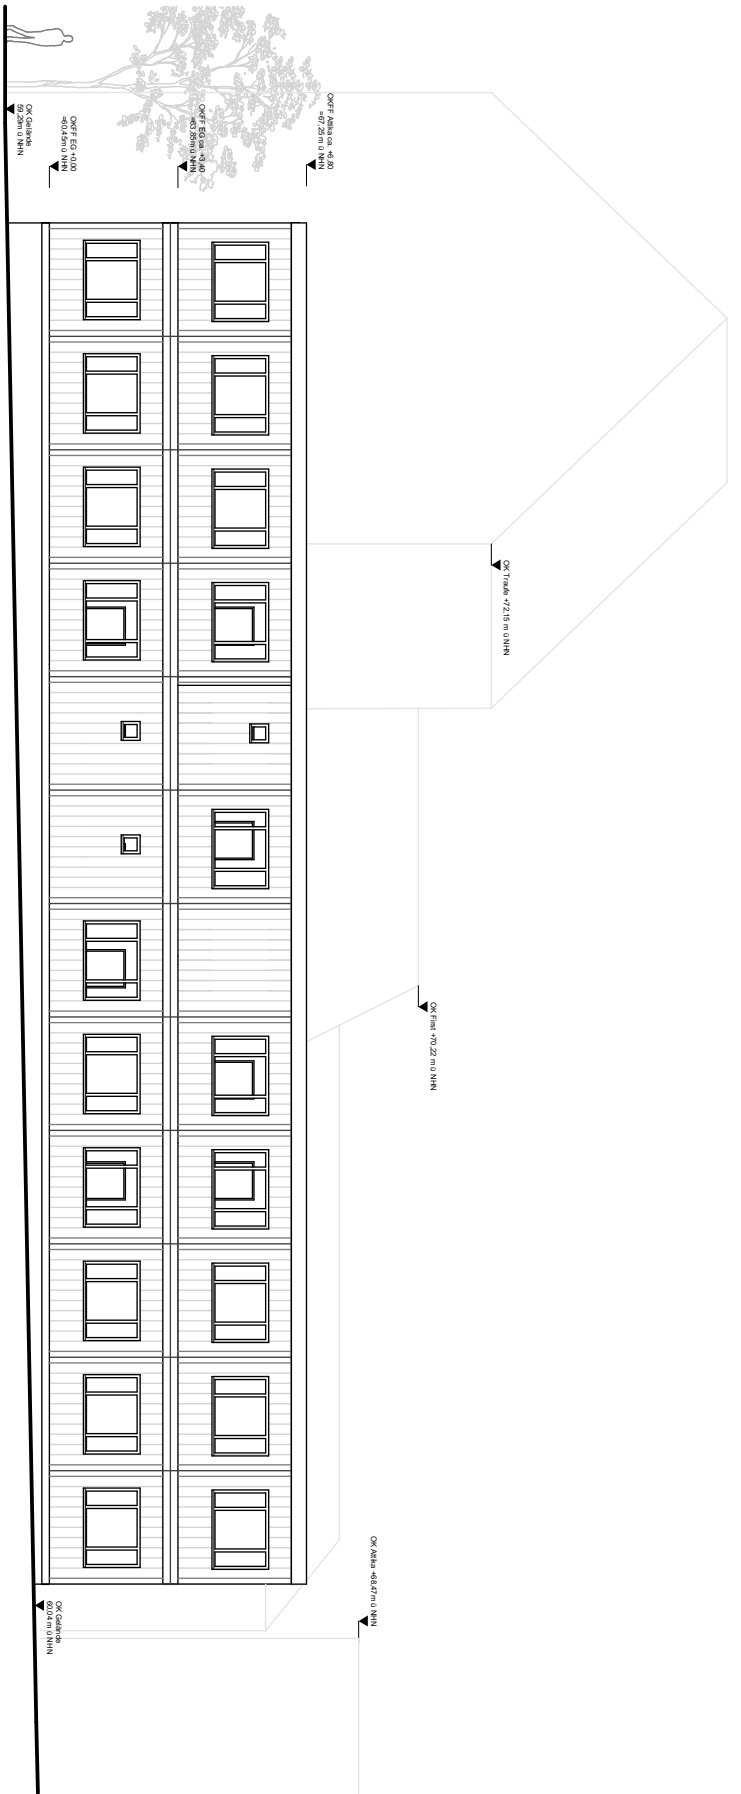 OK Gelände
59,29m ü NHN
OKFF EG +0.00
=60,45m ü NHN
OKFF EG ca. +3,40
=63,85m ü NHN
OKFF Attika ca. +6,80
=67,25m ü NHN
OK Traufe +72,15 m ü NHN
OK First +70,22 m ü NHN
OK Attika +68,47m ü NHN
OK Gelände
60,04 m ü NHN